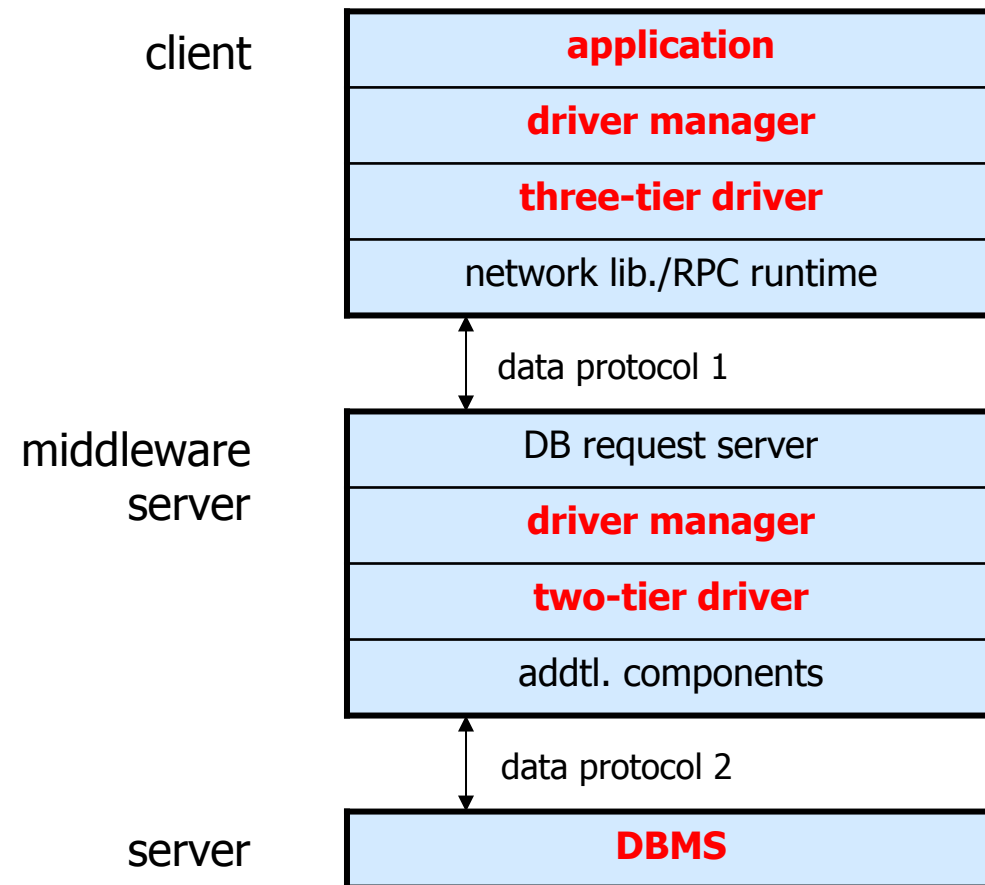 client
application
driver manager
three-tier driver
network lib./RPC runtime
data protocol 1
middleware
server
DB request server
driver manager
two-tier driver
addtl. components
data protocol 2
server
DBMS